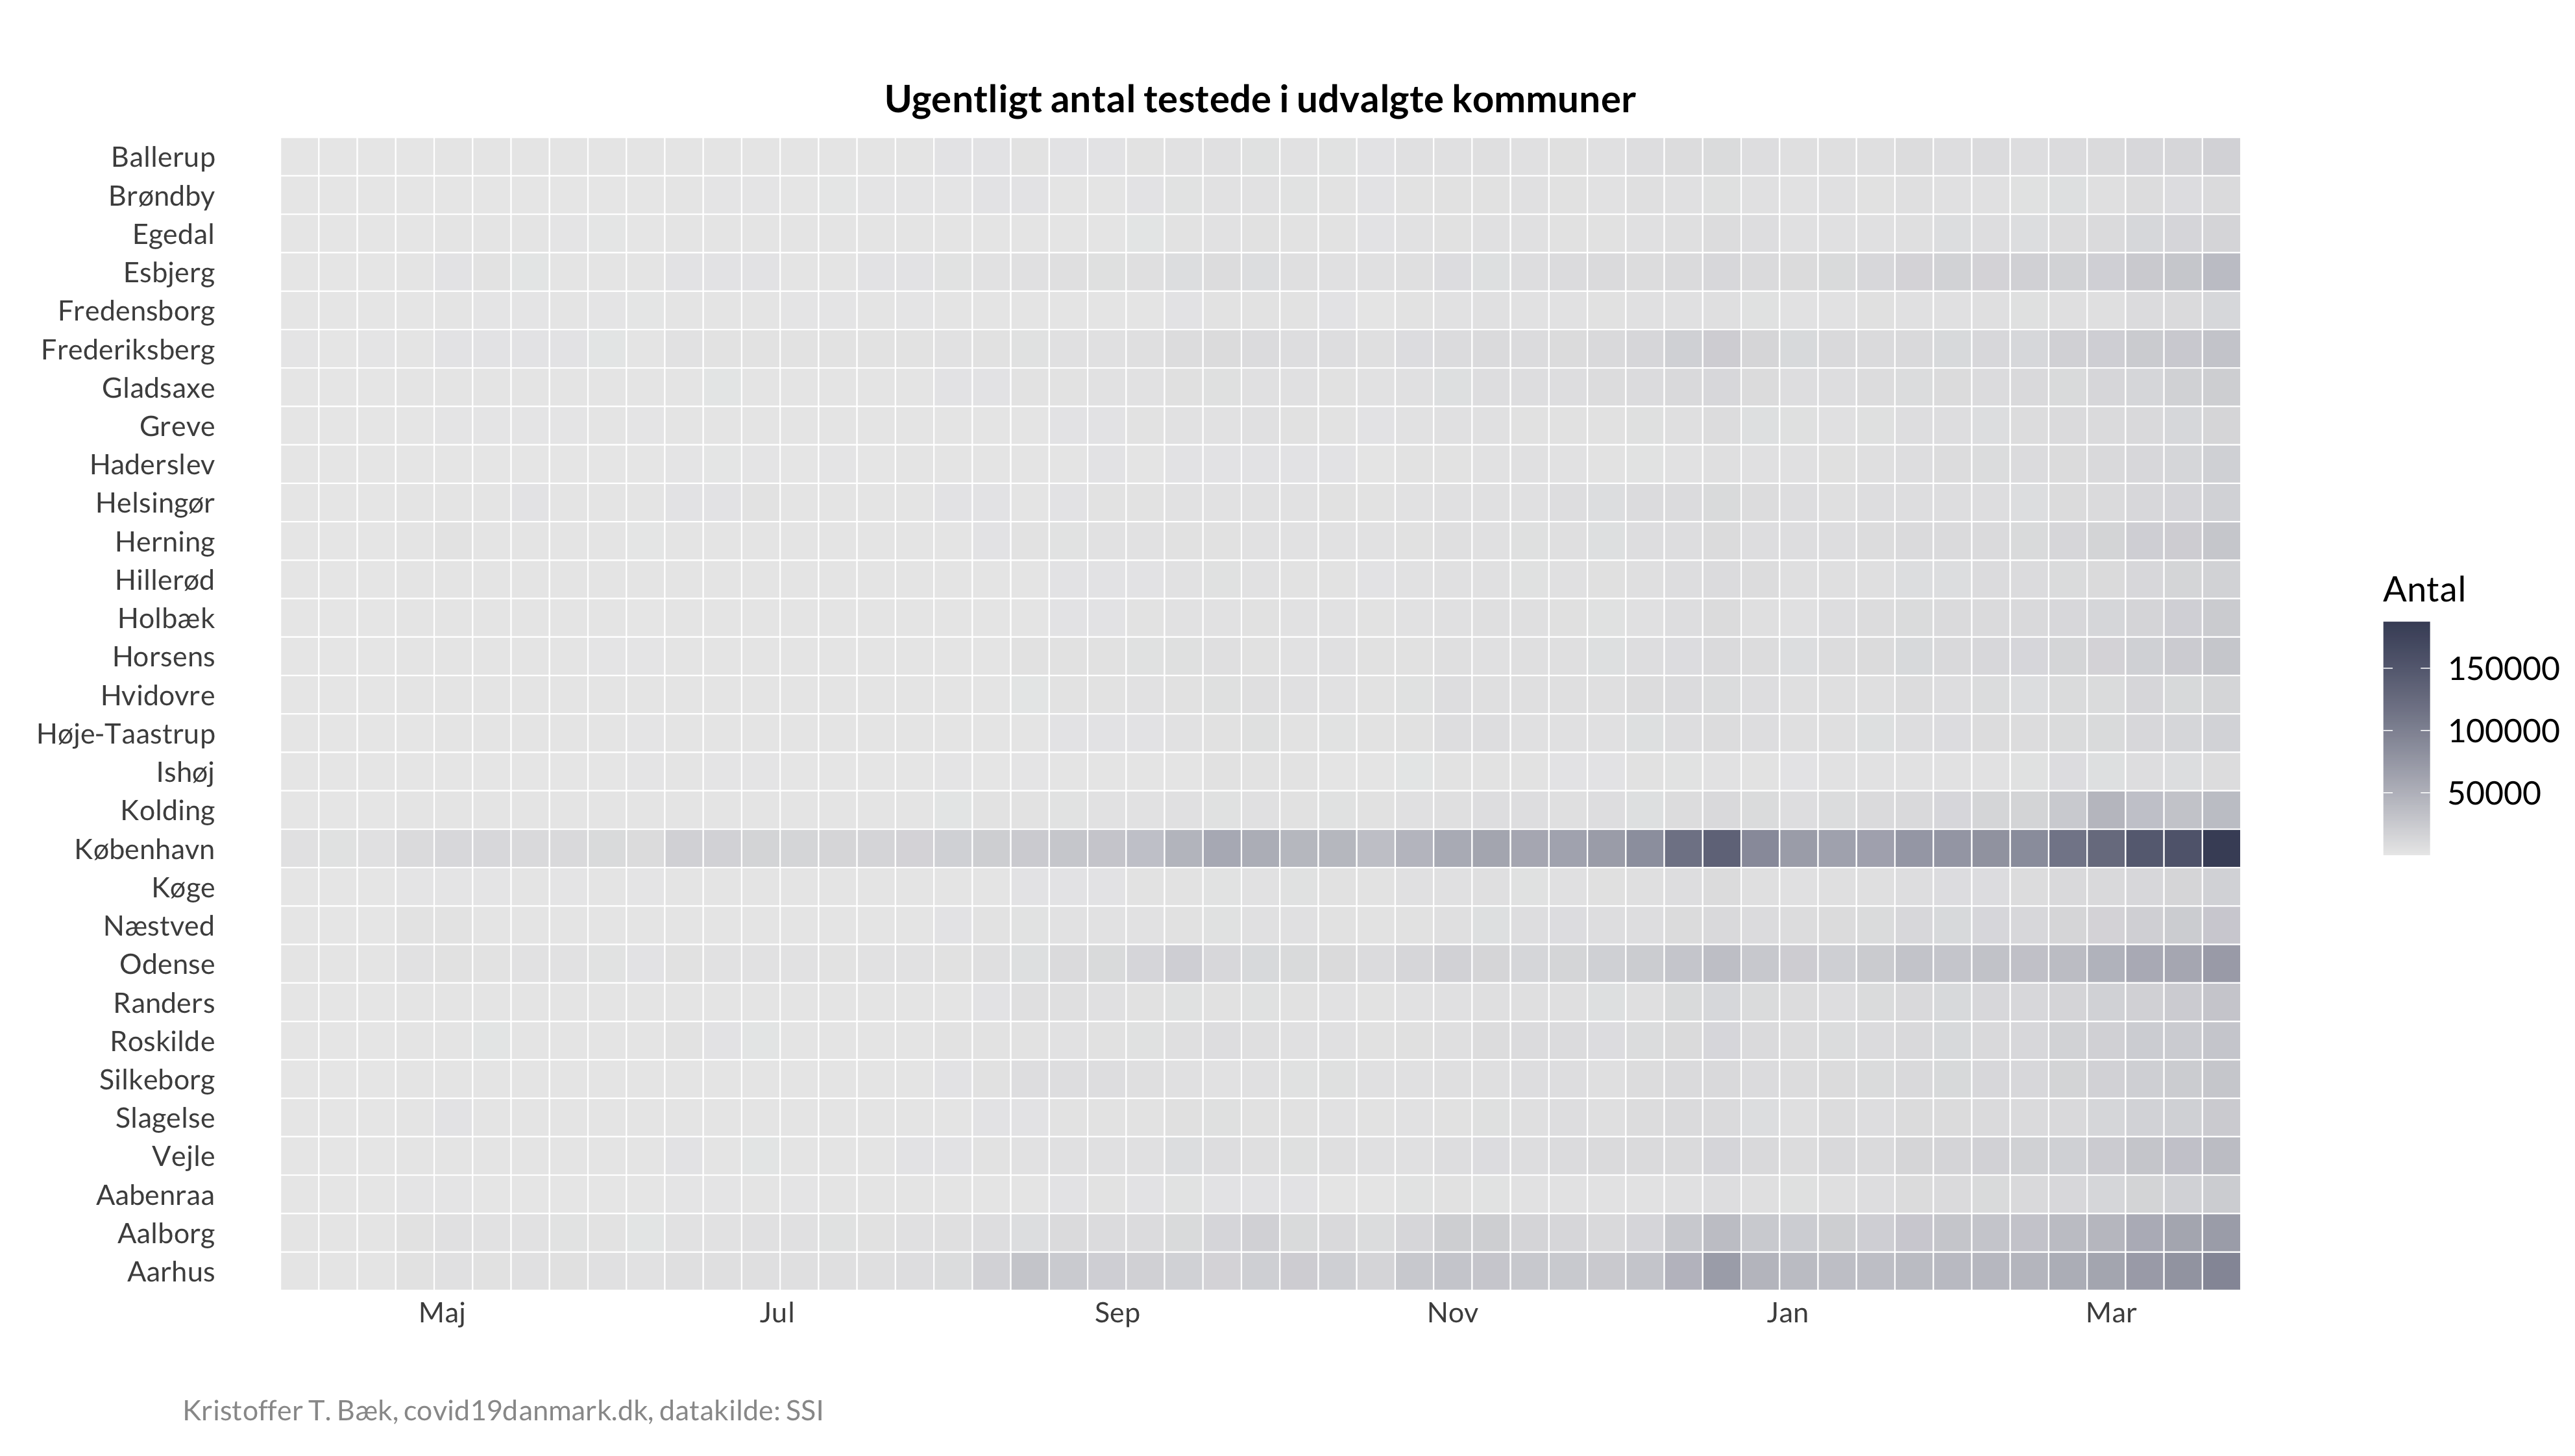 Ugentligt antal testede i udvalgte kommuner
Ballerup
Brøndby
Egedal
Esbjerg
Fredensborg
Frederiksberg
Gladsaxe
Greve
Haderslev
Helsingør
Herning
Hillerød
Holbæk
Horsens
Hvidovre
Høje-Taastrup
Ishøj
Kolding
København
Køge
Næstved
Odense
Randers
Roskilde
Silkeborg
Slagelse
Vejle
Aabenraa
Aalborg
Aarhus
Maj Jul Sep Nov Jan Mar
Antal
150000
100000
50000
Kristoffer T. Bæk, covid19danmark.dk, datakilde: SSI